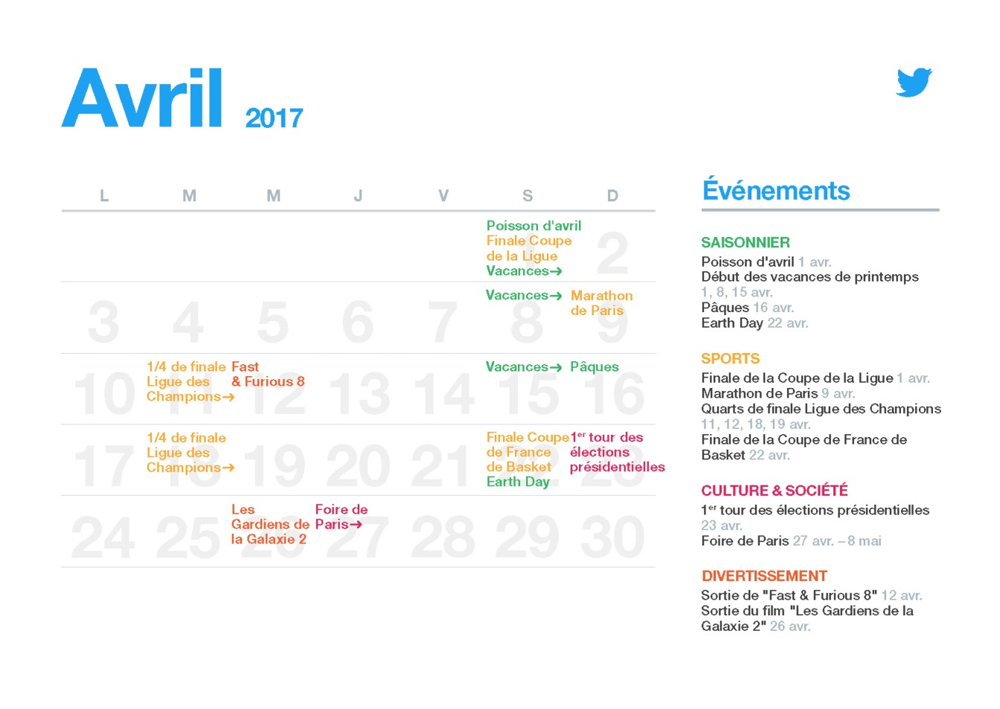 Avril 2017
L M M J V S D
Poisson d'avril
Finale Coupe
de la Ligue
Vacances→
1 2
Vacances→
Marathon
de Paris
3 4 5 6 7 8 9
1/4 de finale
Ligue des
Champions→
Fast
& Furious 8
Vacances→
Pâques
10 11 12 13 14 15 16
1/4 de finale
Ligue des
Champions→
Finale Coupe
de France
de Basket
Earth Day
1er tour des
élections
présidentielles
17 18 19 20 21 22 23
Les
Gardiens de
la Galaxie 2
Foire de
Paris→
24 25 26 27 28 29 30
Événements
SAISONNIER
Poisson d'avril 1 avr.
Début des vacances de printemps
1, 8, 15 avr.
Pâques 16 avr.
Earth Day 22 avr.
SPORTS
Finale de la Coupe de la Ligue 1 avr.
Marathon de Paris 9 avr.
Quarts de finale Ligue des Champions
11, 12, 18, 19 avr.
Finale de la Coupe de France de
Basket 22 avr.
CULTURE & SOCIÉTÉ
1er tour des élections présidentielles
23 avr.
Foire de Paris 27 avr. – 8 mai
DIVERTISSEMENT
Sortie de "Fast & Furious 8" 12 avr.
Sortie du film "Les Gardiens de la
Galaxie 2" 26 avr.